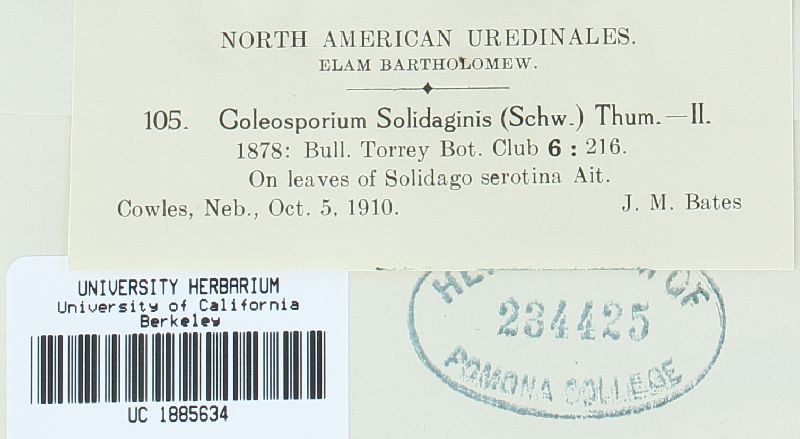 NORTH AMERICAN UREDINALES.
ELAM BARTHOLOMEW.
105. Coleosporium Solidaginis (Schw.) Thum.—II.
1878: Bull. Torrey Bot. Club 6 : 216.
On leaves of Solidago serotina Ait.
Cowles, Neb., Oct. 5, 1910. J. M. Bates
UNIVERSITY HERBARIUM
University of California
Berkeley
UC 1885634
OF
234425
POMONA COLLEGE